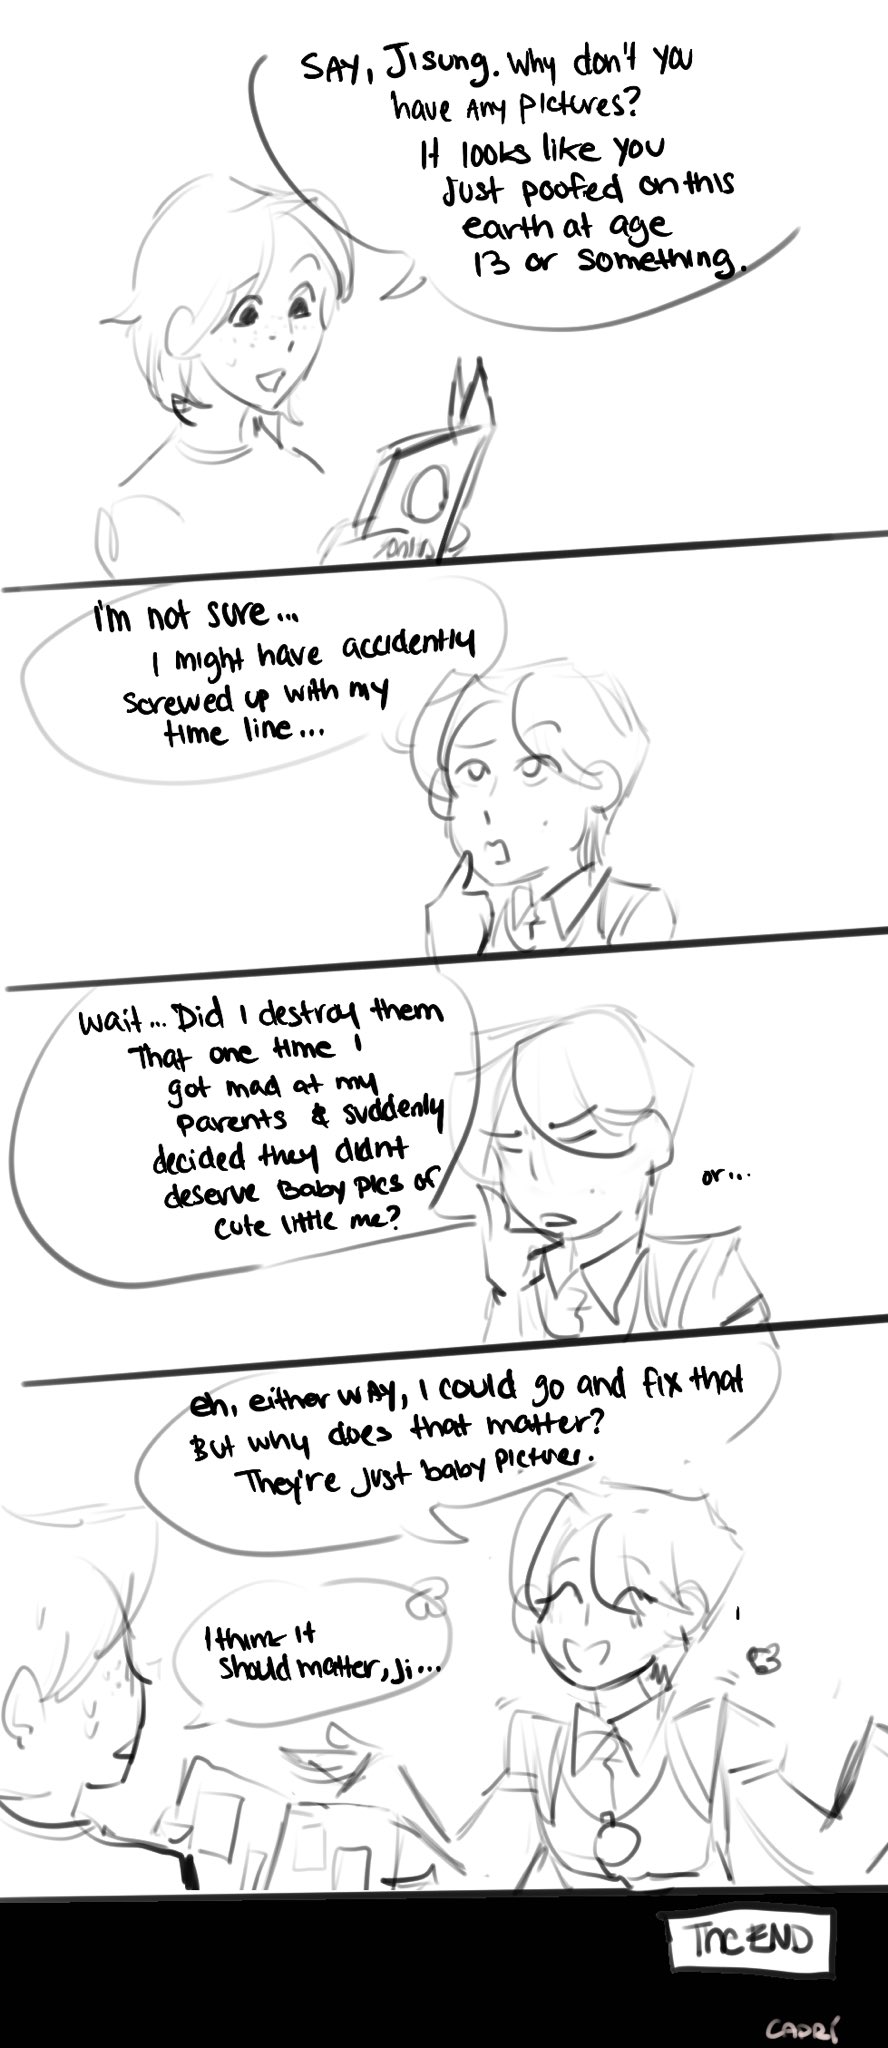 SAY, Jisung. Why don't you
have any pictures?
It looks like you
Just poofed on this
earth at age
13 or something.
I'm not sure...
I might have accidently
screwed up with my
time line...
wait... Did I destroy them
That one time I
got mad at my
parents & suddenly
decided they didnt
deserve Baby pics of
cute little me?
or...
eh, either way, I could go and fix that
But why does that matter?
They're just baby pictures.
I think it
should matter, Ji...
The END
CADRI